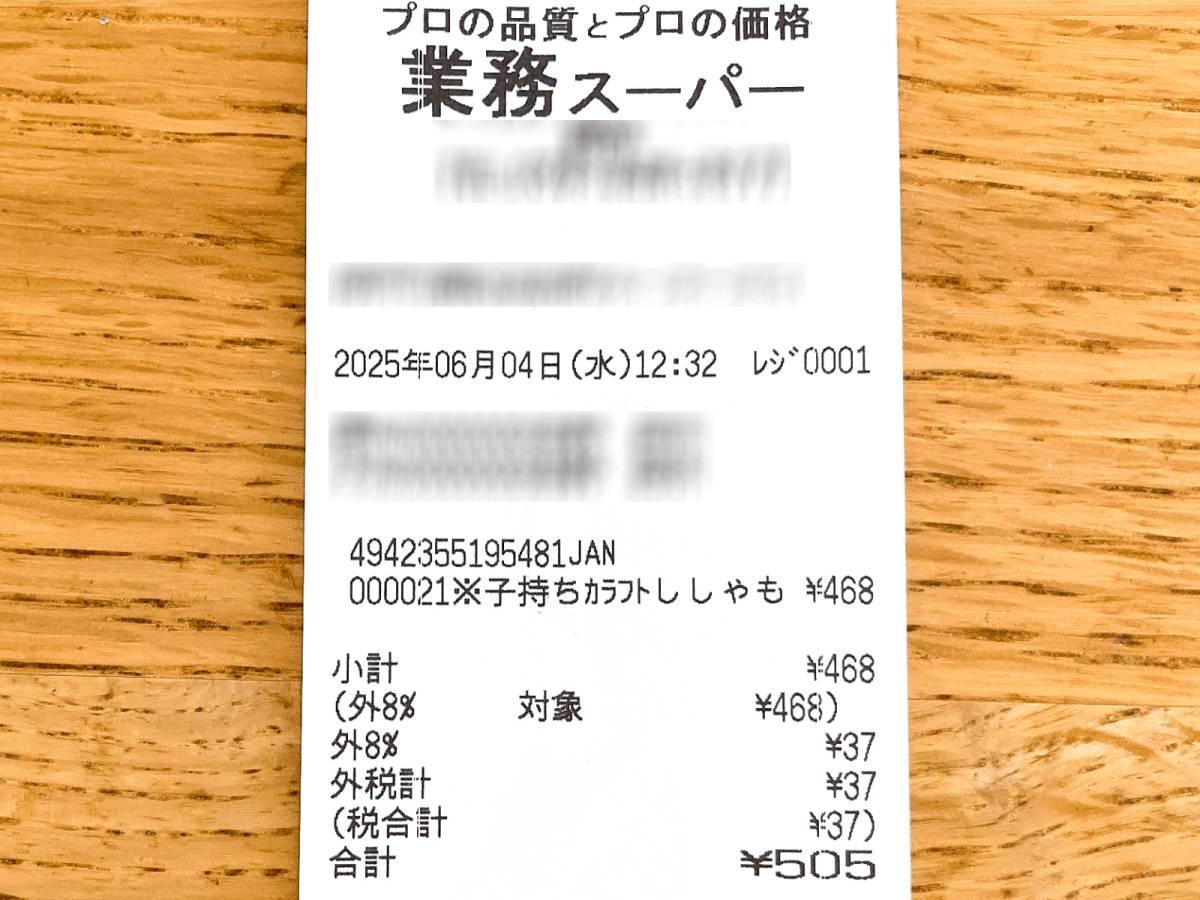 プロの品質とプロの価格
業務スーパー
2025年06月04日(水)12:32 ﾚｼﾞ0001
4942355195481JAN
000021※子持ちｶﾗﾌﾄししゃも ¥468
小計 ¥468
(外8% 対象 ¥468)
外8% ¥37
外税計 ¥37
(税合計 ¥37)
合計 ¥505